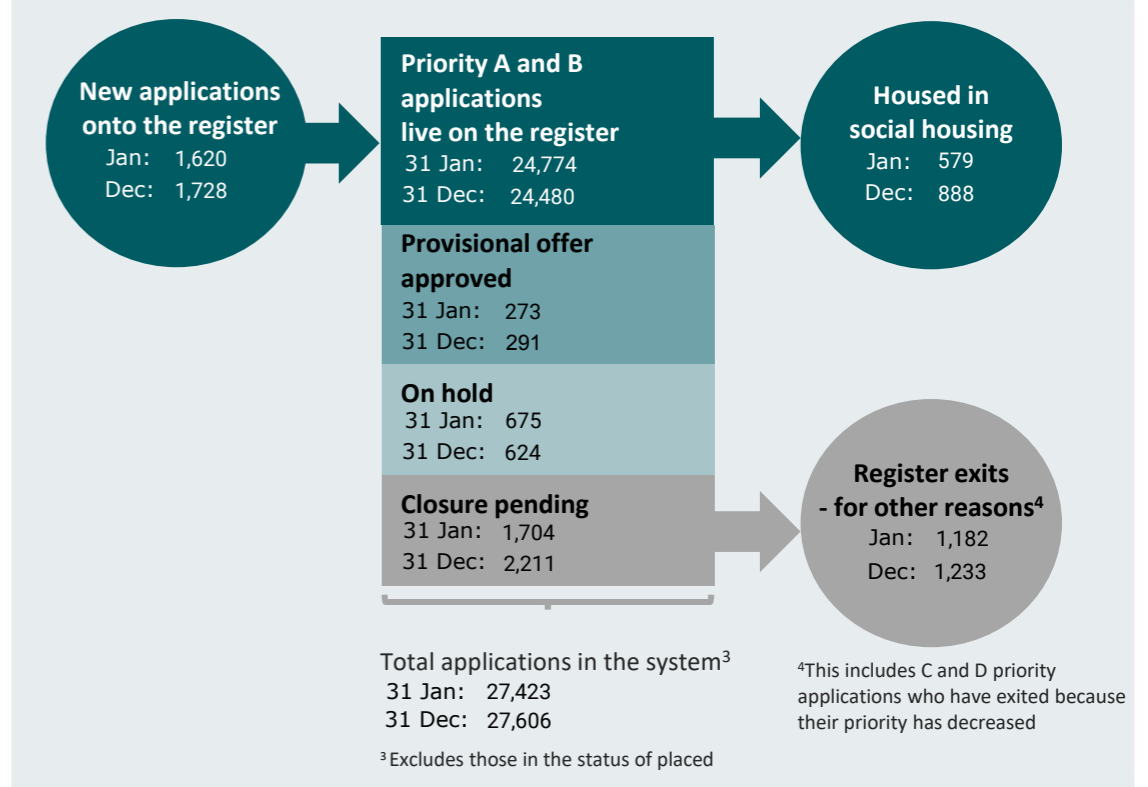 New applications
onto the register
Jan: 1,620
Dec: 1,728
Priority A and B
applications
live on the register
31 Jan: 24,774
31 Dec: 24,480
Housed in
social housing
Jan: 579
Dec: 888
Provisional offer
approved
31 Jan: 273
31 Dec: 291
On hold
31 Jan: 675
31 Dec: 624
Closure pending
31 Jan: 1,704
31 Dec: 2,211
Register exits
- for other reasons⁴
Jan: 1,182
Dec: 1,233
Total applications in the system³
31 Jan: 27,423
31 Dec: 27,606
³ Excludes those in the status of placed
⁴This includes C and D priority
applications who have exited because
their priority has decreased